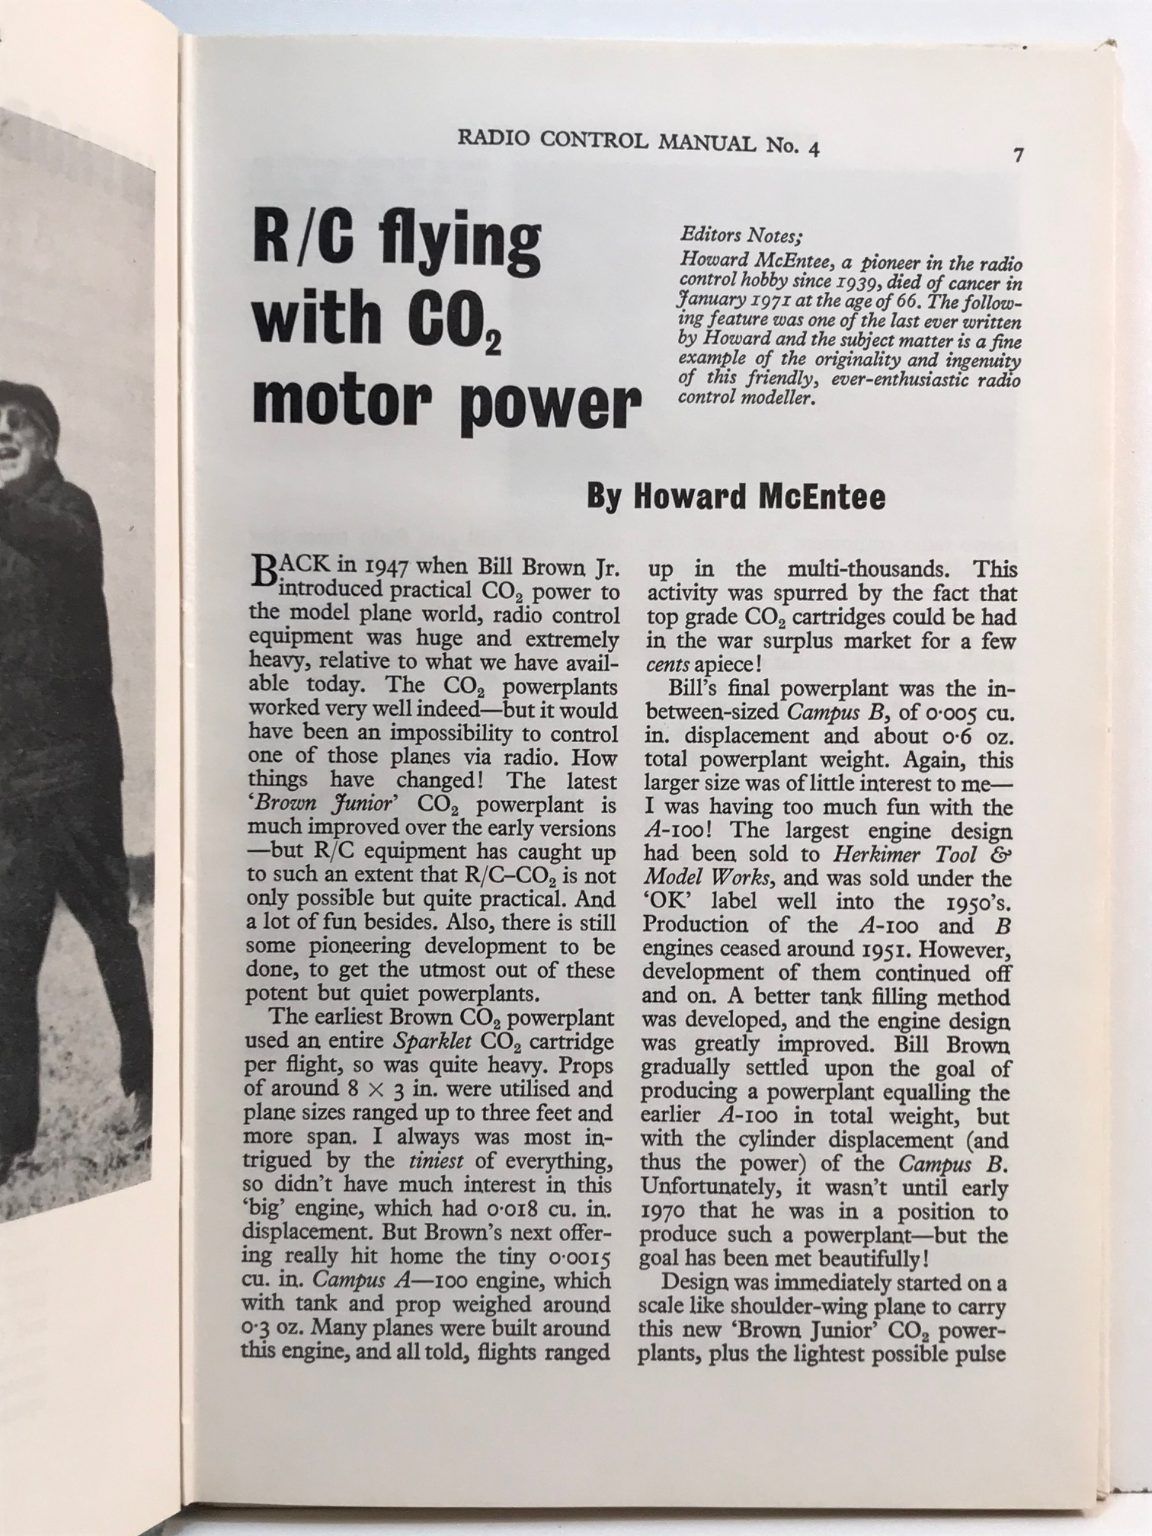 RADIO CONTROL MANUAL No. 4
7
R/C flying
with CO₂
motor power
Editors Notes;
Howard McEntee, a pioneer in the radio
control hobby since 1939, died of cancer in
January 1971 at the age of 66. The follow-
ing feature was one of the last ever written
by Howard and the subject matter is a fine
example of the originality and ingenuity
of this friendly, ever-enthusiastic radio
control modeller.
By Howard McEntee
BACK in 1947 when Bill Brown Jr.
introduced practical CO₂ power to
the model plane world, radio control
equipment was huge and extremely
heavy, relative to what we have avail-
able today. The CO₂ powerplants
worked very well indeed—but it would
have been an impossibility to control
one of those planes via radio. How
things have changed! The latest
‘Brown Junior’ CO₂ powerplant is
much improved over the early versions
—but R/C equipment has caught up
to such an extent that R/C–CO₂ is not
only possible but quite practical. And
a lot of fun besides. Also, there is still
some pioneering development to be
done, to get the utmost out of these
potent but quiet powerplants.
The earliest Brown CO₂ powerplant
used an entire Sparklet CO₂ cartridge
per flight, so was quite heavy. Props
of around 8 × 3 in. were utilised and
plane sizes ranged up to three feet and
more span. I always was most in-
trigued by the tiniest of everything,
so didn’t have much interest in this
‘big’ engine, which had 0·018 cu. in.
displacement. But Brown’s next offer-
ing really hit home the tiny 0·0015
cu. in. Campus A—100 engine, which
with tank and prop weighed around
0·3 oz. Many planes were built around
this engine, and all told, flights ranged
up in the multi-thousands. This
activity was spurred by the fact that
top grade CO₂ cartridges could be had
in the war surplus market for a few
cents apiece!
Bill’s final powerplant was the in-
between-sized Campus B, of 0·005 cu.
in. displacement and about 0·6 oz.
total powerplant weight. Again, this
larger size was of little interest to me—
I was having too much fun with the
A-100! The largest engine design
had been sold to Herkimer Tool &
Model Works, and was sold under the
‘OK’ label well into the 1950’s.
Production of the A-100 and B
engines ceased around 1951. However,
development of them continued off
and on. A better tank filling method
was developed, and the engine design
was greatly improved. Bill Brown
gradually settled upon the goal of
producing a powerplant equalling the
earlier A-100 in total weight, but
with the cylinder displacement (and
thus the power) of the Campus B.
Unfortunately, it wasn’t until early
1970 that he was in a position to
produce such a powerplant—but the
goal has been met beautifully!
Design was immediately started on a
scale like shoulder-wing plane to carry
this new ‘Brown Junior’ CO₂ power-
plants, plus the lightest possible pulse